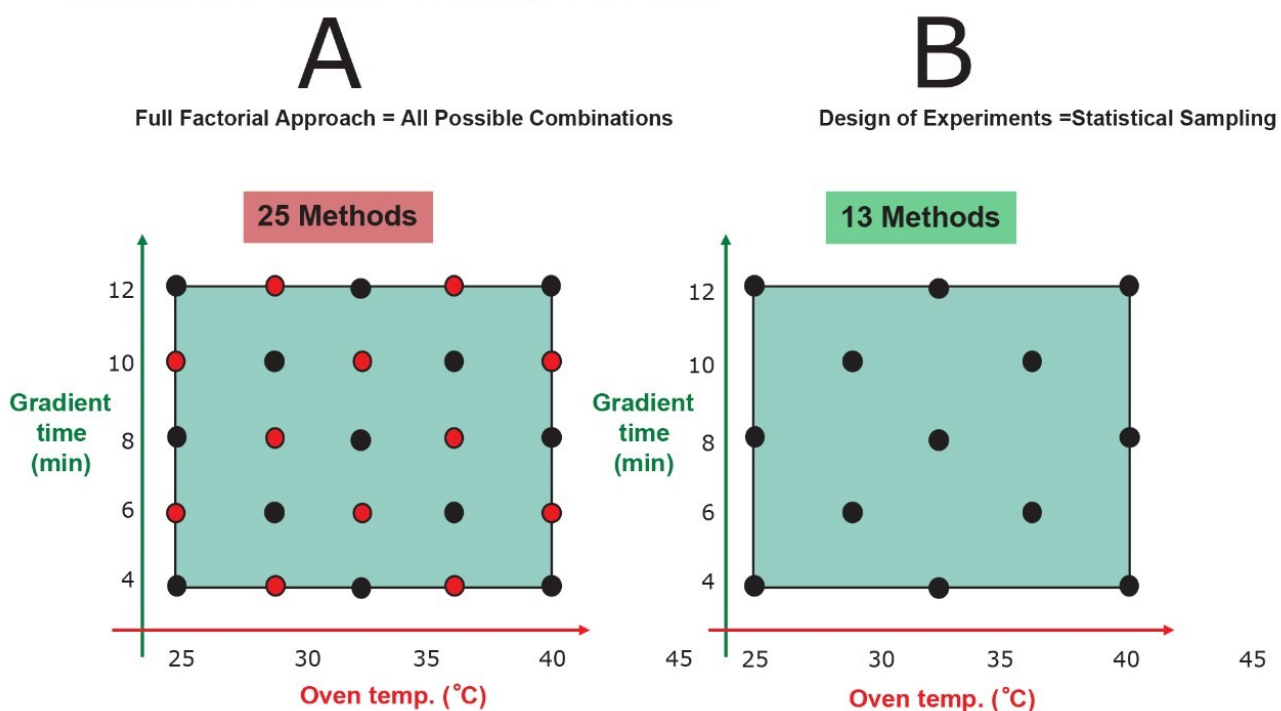 A
Full Factorial Approach = All Possible Combinations
25 Methods
12
10
8
6
4
Gradient
time
(min)
25 30 35 40 45
Oven temp. (°C)
B
Design of Experiments =Statistical Sampling
13 Methods
12
10
8
6
4
Gradient
time
(min)
25 30 35 40 45
Oven temp. (°C)